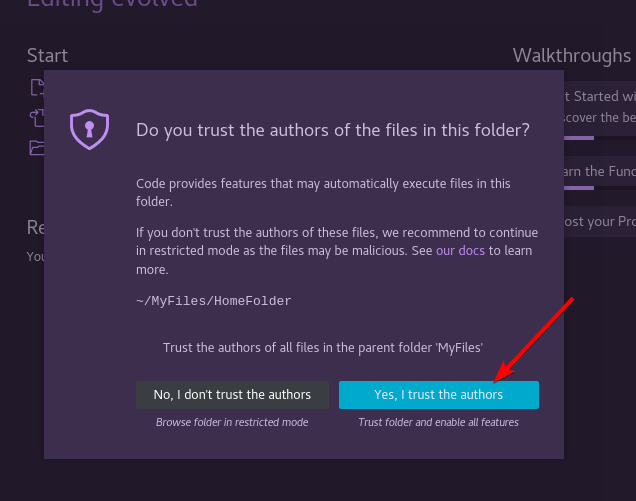 Editing evolved
Start
Walkthroughs
t Started wi
scover the be
arn the Func
ost your Pro
Re
You
Do you trust the authors of the files in this folder?
Code provides features that may automatically execute files in this
folder.
If you don't trust the authors of these files, we recommend to continue
in restricted mode as the files may be malicious. See our docs to learn
more.
~/MyFiles/HomeFolder
Trust the authors of all files in the parent folder 'MyFiles'
No, I don't trust the authors
Yes, I trust the authors
Browse folder in restricted mode
Trust folder and enable all features